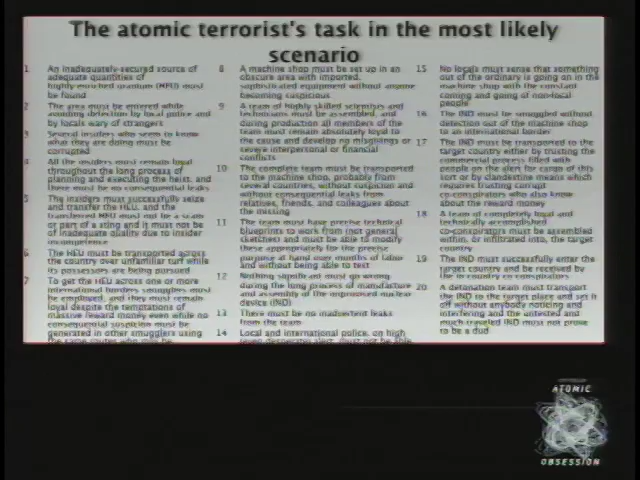 The atomic terrorist's task in the most likely
scenario
1 An inadequately-secured source of
adequate quantities of
highly enriched uranium (HEU) must
be found
2 The area must be entered while
avoiding detection by local police and
by locals wary of strangers
3 Several insiders who seem to know
what they are doing must be
corrupted
4 All the insiders must remain loyal
throughout the long process of
planning and executing the heist, and
there must be no consequential leaks
5 The insiders must successfully seize
and transfer the HEU, and the
transferred HEU must not be a scam
or part of a sting and it must not be
of inadequate quality due to insider
incompetence
6 The HEU must be transported across
the country over unfamiliar turf while
its possessors are being pursued
7 To get the HEU across one or more
international borders smugglers must
be employed, and they must remain
loyal despite the temptations of
massive reward money even while no
consequential suspicion must be
generated in other smugglers using
the same routes who may be
8 A machine shop must be set up in an
obscure area with imported,
sophisticated equipment without anyone
becoming suspicious
9 A team of highly skilled scientists and
technicians must be assembled, and
during production all members of the
team must remain absolutely loyal to
the cause and develop no misgivings or
severe interpersonal or financial
conflicts
10 The complete team must be transported
to the machine shop, probably from
several countries, without suspicion and
without consequential leaks from
relatives, friends, and colleagues about
the missing
11 The team must have precise technical
blueprints to work from (not general
sketches) and must be able to modify
these appropriately for the precise
purpose at hand over months of labor
and without being able to test
12 Nothing significant must go wrong
during the long process of manufacture
and assembly of the improvised nuclear
device (IND)
13 There must be no inadvertent leaks
from the team
14 Local and international police, on high
even desperate alert, must not be able
15 No locals must sense that something
out of the ordinary is going on in the
machine shop with the constant
coming and going of non-local
people
16 The IND must be smuggled without
detection out of the machine shop
to an international border
17 The IND must be transported to the
target country either by trusting the
commercial process filled with
people on the alert for cargo of this
sort or by clandestine means which
requires trusting corrupt
co-conspirators who also know
about the reward money
18 A team of completely loyal and
technically accomplished
co-conspirators must be assembled
within, or infiltrated into, the target
country
19 The IND must successfully enter the
target country and be received by
the in-country co-conspirators
20 A detonation team must transport
the IND to the target place and set it
off without anybody noticing and
interfering and the untested and
much traveled IND must not prove
to be a dud
ATOMIC
OBSESSION